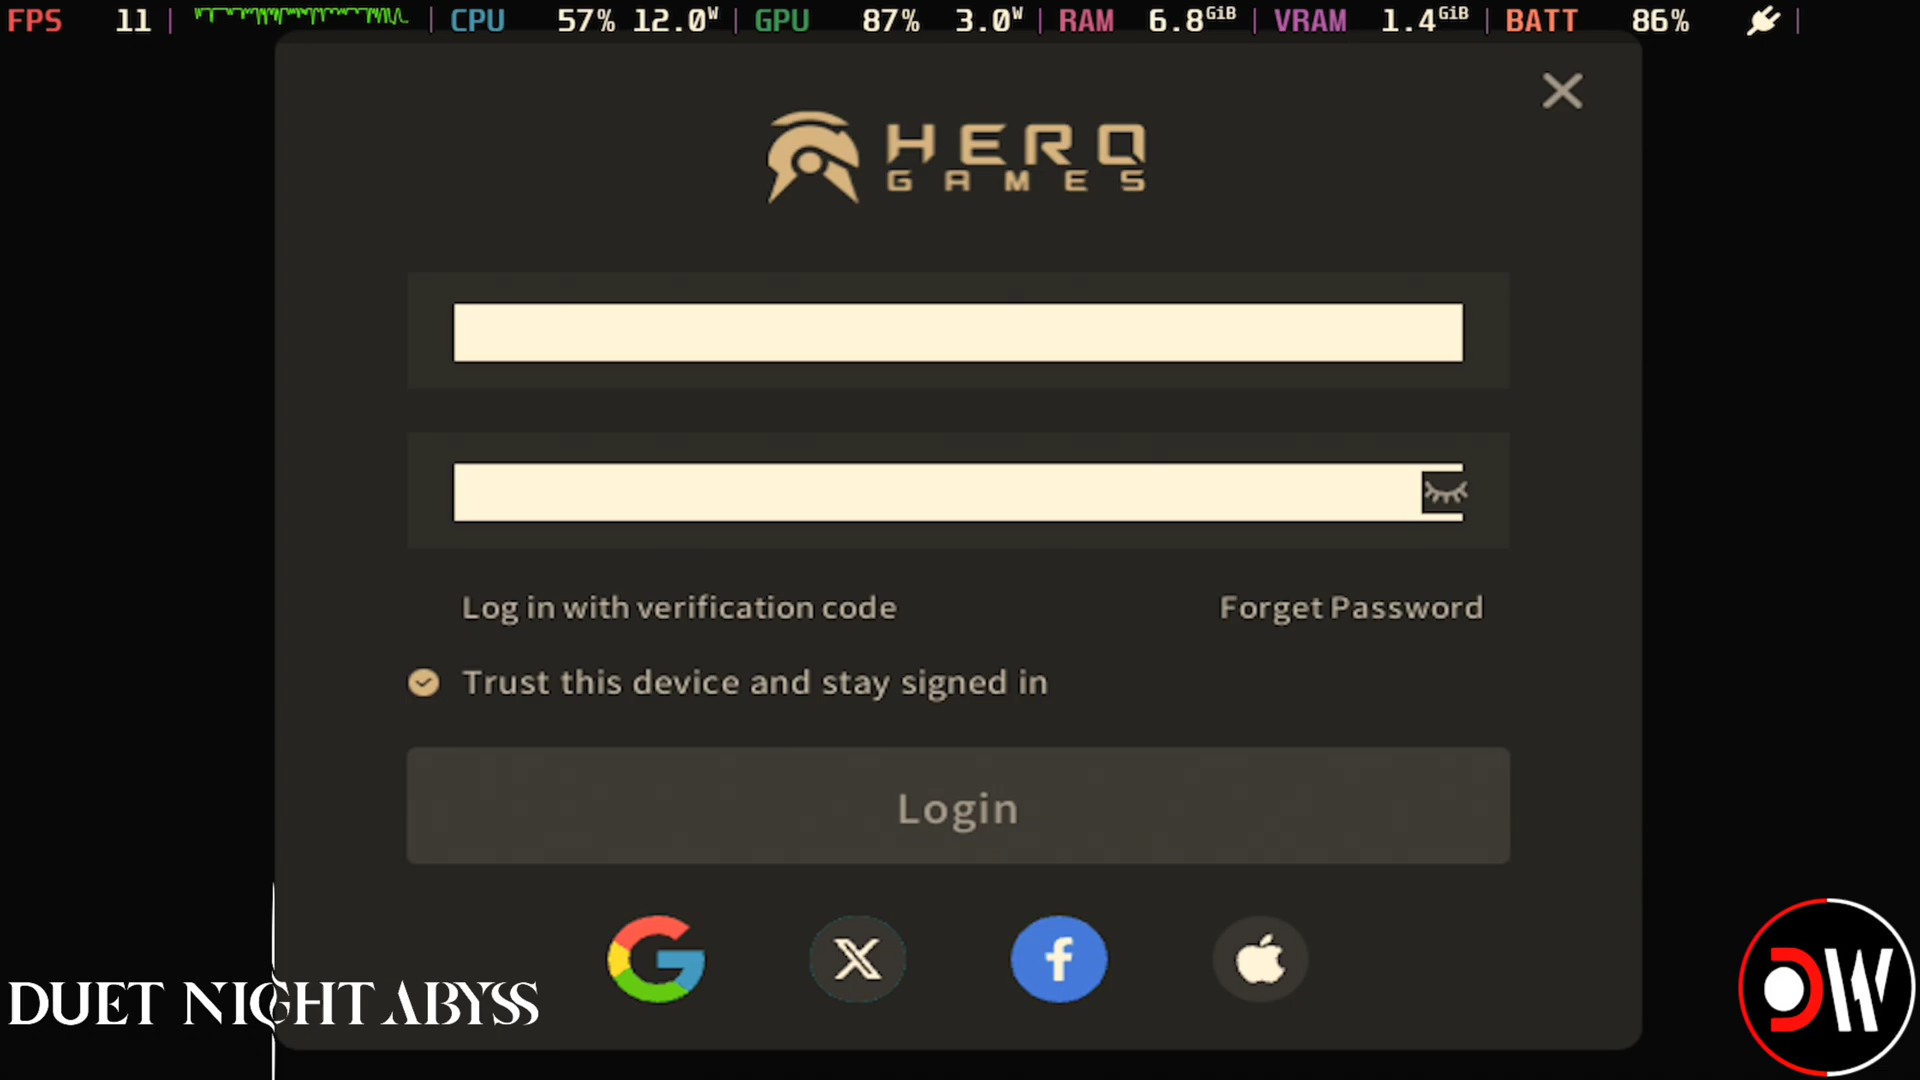 FPS 11 CPU 57% 12.0W GPU 87% 3.0W RAM 6.8GiB VRAM 1.4GiB BATT 86%
HERO
GAMES
Log in with verification code Forget Password
Trust this device and stay signed in
Login
DUET NIGHT ABYSS
DW